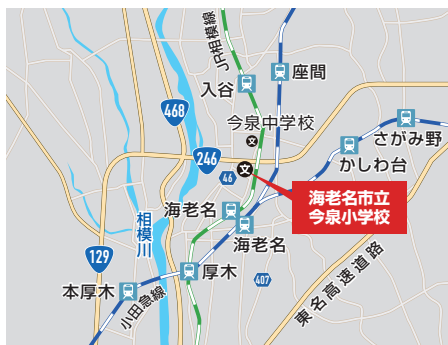 JR相模線
座間
入谷
468
今泉中学校
文
さがみ野
246
かしわ台
46
文
海老名市立
今泉小学校
海老名
相模川
海老名
129
厚木
407
本厚木
小田急線
東名高速道路